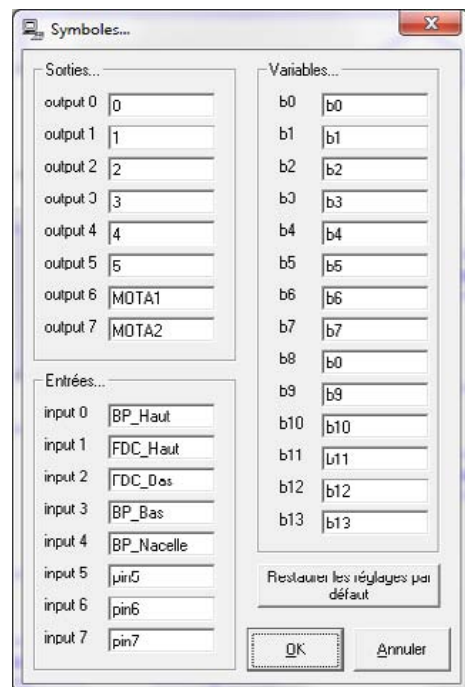 Symboles...
Sorties...
output 0 0
output 1 1
output 2 2
output 3 3
output 4 4
output 5 5
output 6 MOTA1
output 7 MOTA2
Entrées...
input 0 BP_Haut
input 1 FDC_Haut
input 2 FDC_Bas
input 3 BP_Bas
input 4 BP_Nacelle
input 5 pin5
input 6 pin6
input 7 pin7
Variables...
b0 b0
b1 b1
b2 b2
b3 b3
b4 b4
b5 b5
b6 b6
b7 b7
b8
b9 b9
b10 b10
b11 b11
b12 b12
b13 b13
Restaurer les réglages par
défaut
OK
Annuler